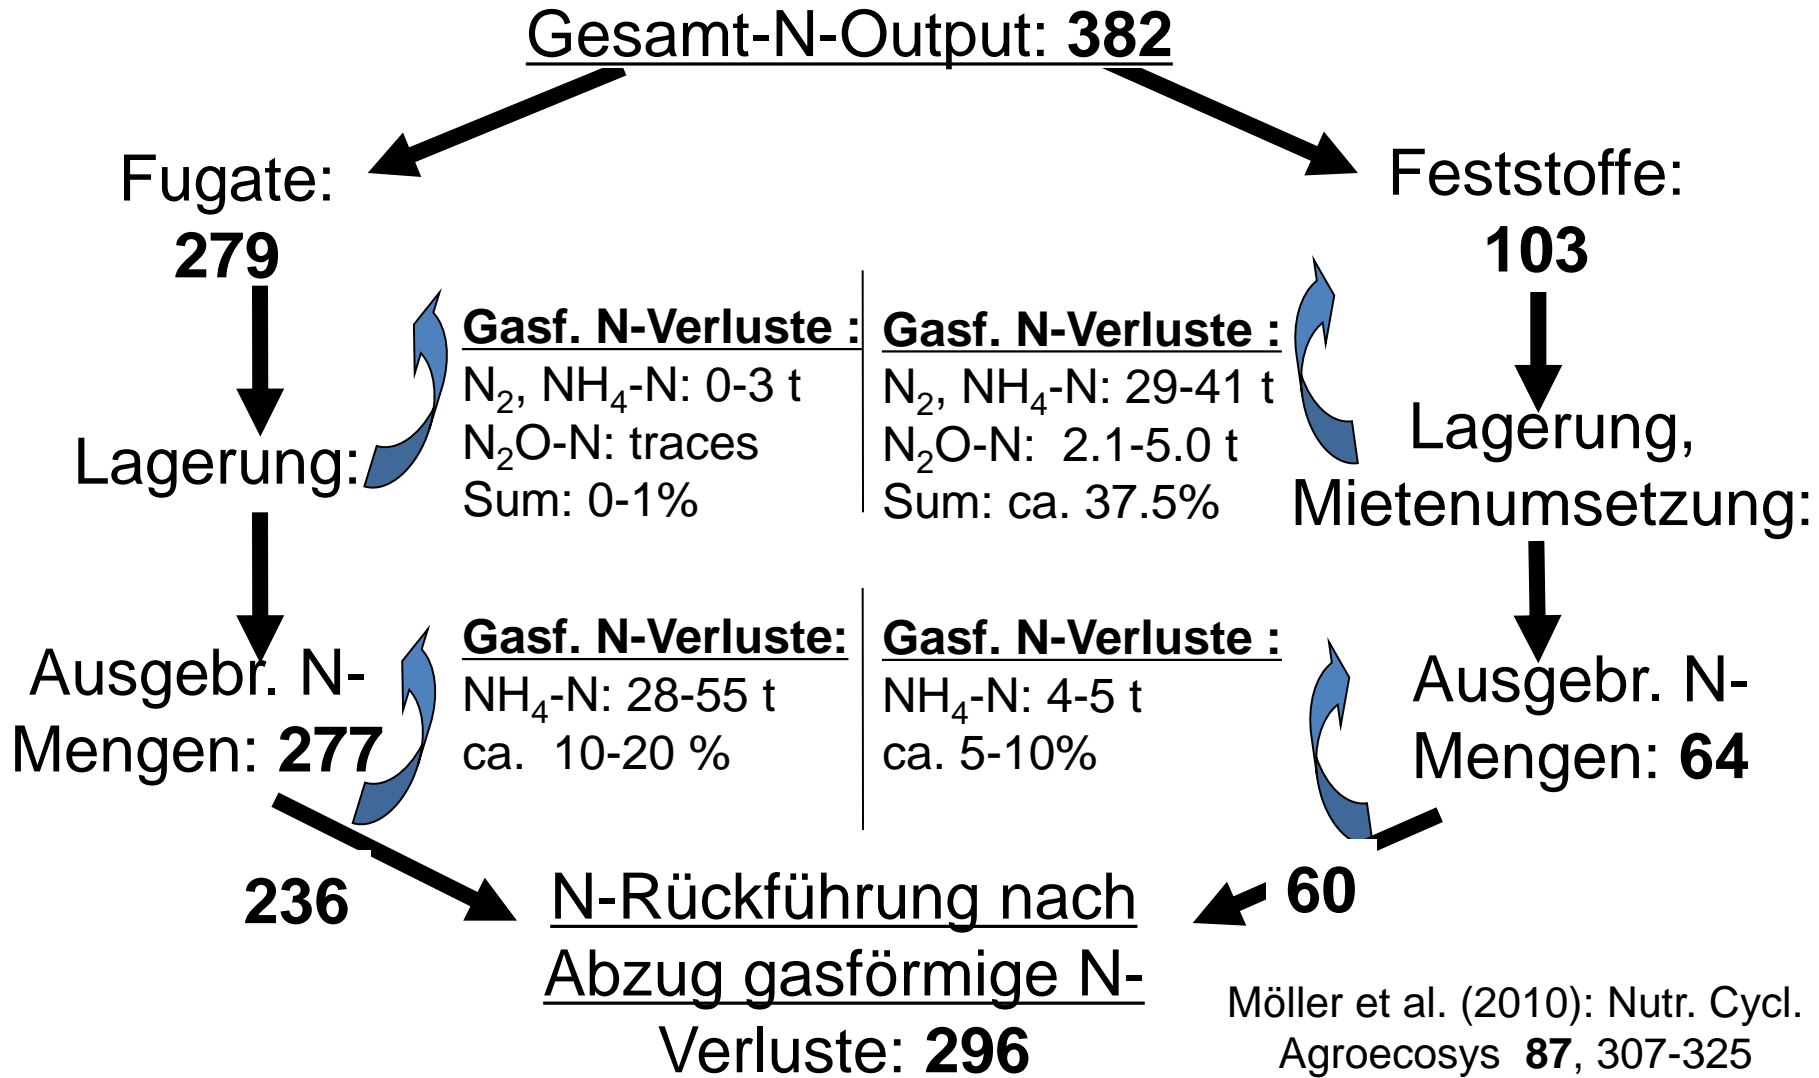 Gesamt-N-Output: 382
Fugate:
279
Feststoffe:
103
Gasf. N-Verluste :
N₂, NH₄-N: 0-3 t
N₂O-N: traces
Sum: 0-1%
Gasf. N-Verluste :
N₂, NH₄-N: 29-41 t
N₂O-N: 2.1-5.0 t
Sum: ca. 37.5%
Lagerung:
Lagerung,
Mietenumsetzung:
Gasf. N-Verluste:
NH₄-N: 28-55 t
ca. 10-20 %
Gasf. N-Verluste :
NH₄-N: 4-5 t
ca. 5-10%
Ausgebr. N-
Mengen: 277
Ausgebr. N-
Mengen: 64
236
60
N-Rückführung nach
Abzug gasförmige N-
Verluste: 296
Möller et al. (2010): Nutr. Cycl.
Agroecosys 87, 307-325